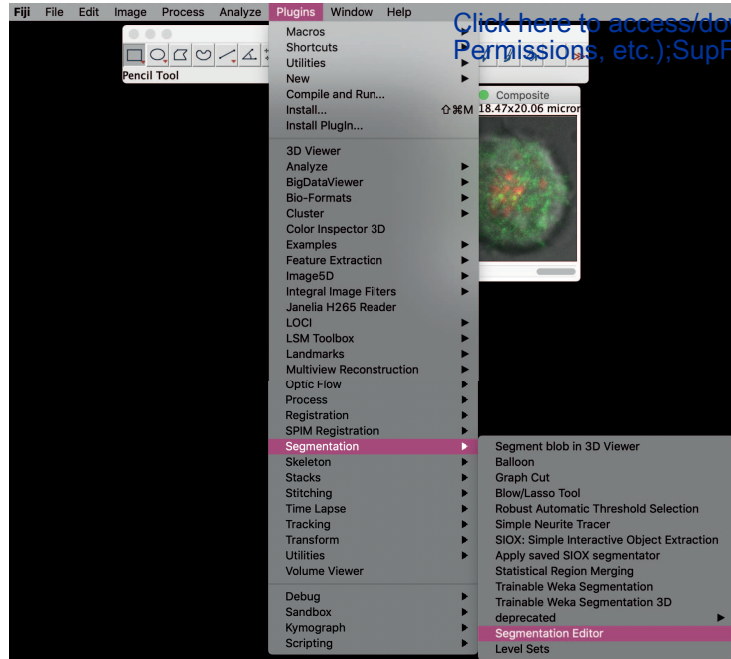 Fiji File Edit Image Process Analyze Plugins Window Help
Click here to access/dow
Permissions, etc.);SupF
Pencil Tool
Macros
Shortcuts
Utilities
New
Compile and Run...
Install... ⇧⌘M
Install PlugIn...
Composite
18.47x20.06 micror
3D Viewer
Analyze
BigDataViewer
Bio-Formats
Cluster
Color Inspector 3D
Examples
Feature Extraction
Image5D
Integral Image Filters
Janelia H265 Reader
LOCI
LSM Toolbox
Landmarks
Multiview Reconstruction
Optic Flow
Process
Registration
SPIM Registration
Segmentation
Skeleton
Stacks
Stitching
Time Lapse
Tracking
Transform
Utilities
Volume Viewer
Debug
Sandbox
Kymograph
Scripting
Segment blob in 3D Viewer
Balloon
Graph Cut
Blow/Lasso Tool
Robust Automatic Threshold Selection
Simple Neurite Tracer
SIOX: Simple Interactive Object Extraction
Apply saved SIOX segmentator
Statistical Region Merging
Trainable Weka Segmentation
Trainable Weka Segmentation 3D
deprecated
Segmentation Editor
Level Sets